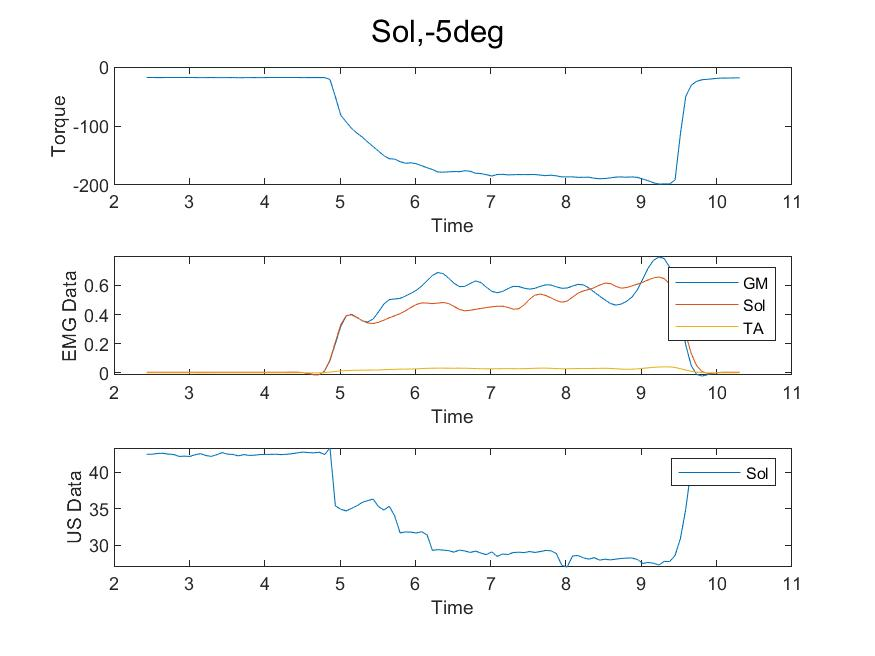 Sol,-5deg
0
-100
-200
Torque
2 3 4 5 6 7 8 9 10 11
Time
0.6
0.4
0.2
0
EMG Data
GM
Sol
TA
2 3 4 5 6 7 8 9 10 11
Time
40
35
30
US Data
Sol
2 3 4 5 6 7 8 9 10 11
Time